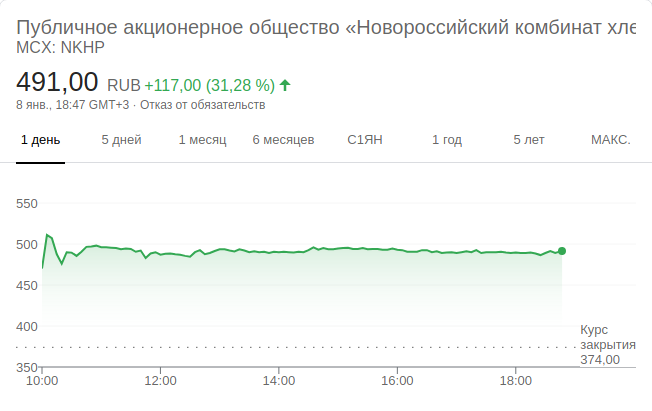 Публичное акционерное общество «Новороссийский комбинат хле
MCX: NKHP
491,00 RUB +117,00 (31,28 %)
8 янв., 18:47 GMT+3 · Отказ от обязательств
1 день 5 дней 1 месяц 6 месяцев С1ЯН 1 год 5 лет МАКС.
550
500
450
400
Курс
закрытия
374,00
350
10:00 12:00 14:00 16:00 18:00